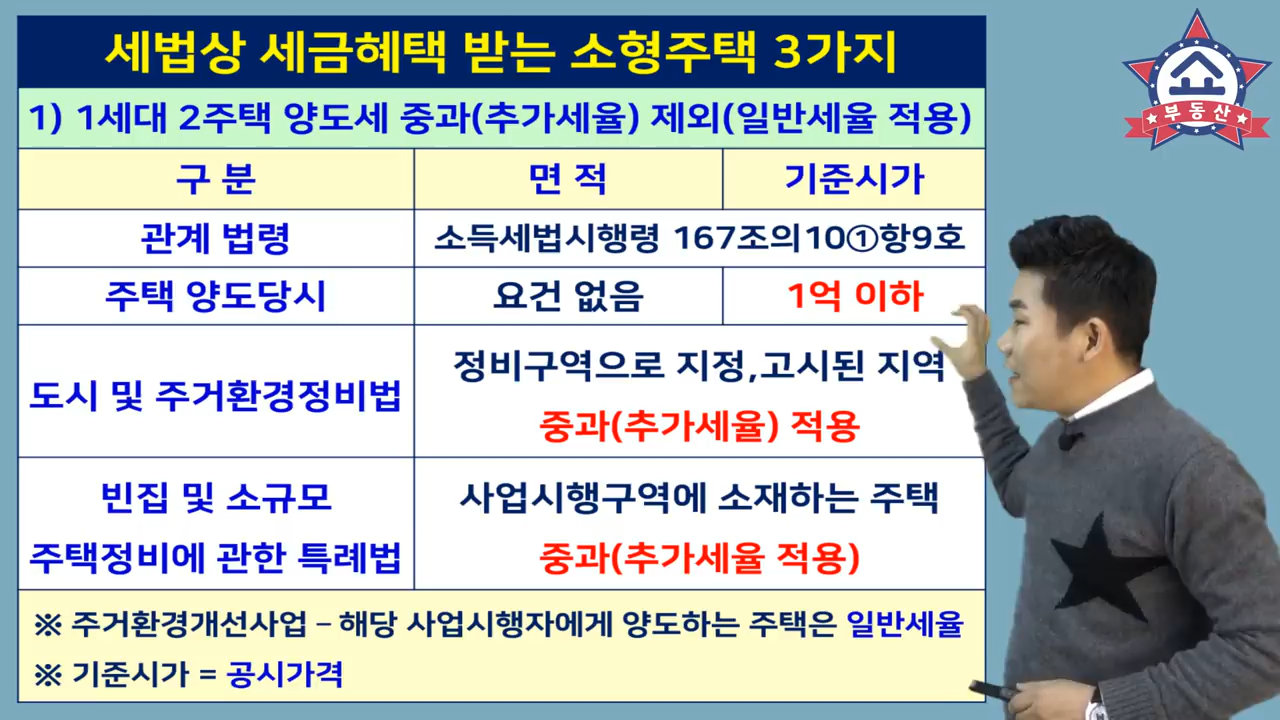 세법상 세금혜택 받는 소형주택 3가지
1) 1세대 2주택 양도세 중과(추가세율) 제외(일반세율 적용)
구 분 면 적 기준시가
관계 법령 소득세법시행령 167조의10①항9호
주택 양도당시 요건 없음 1억 이하
도시 및 주거환경정비법
정비구역으로 지정,고시된 지역
중과(추가세율) 적용
빈집 및 소규모
주택정비에 관한 특례법
사업시행구역에 소재하는 주택
중과(추가세율 적용)
※ 주거환경개선사업 – 해당 사업시행자에게 양도하는 주택은 일반세율
※ 기준시가 = 공시가격
부동산